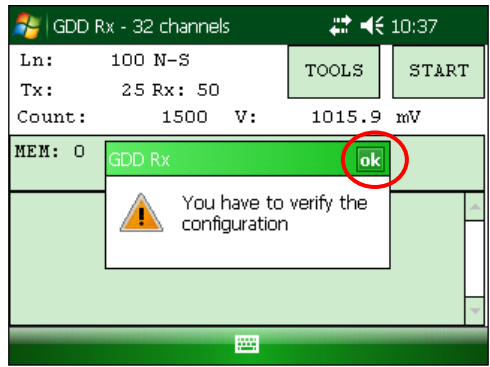 GDD Rx - 32 channels 10:37
Ln: 100 N-S
TOOLS START
Tx: 25 Rx: 50
Count: 1500 V: 1015.9 mV
MEM: 0
GDD Rx ok
You have to verify the
configuration